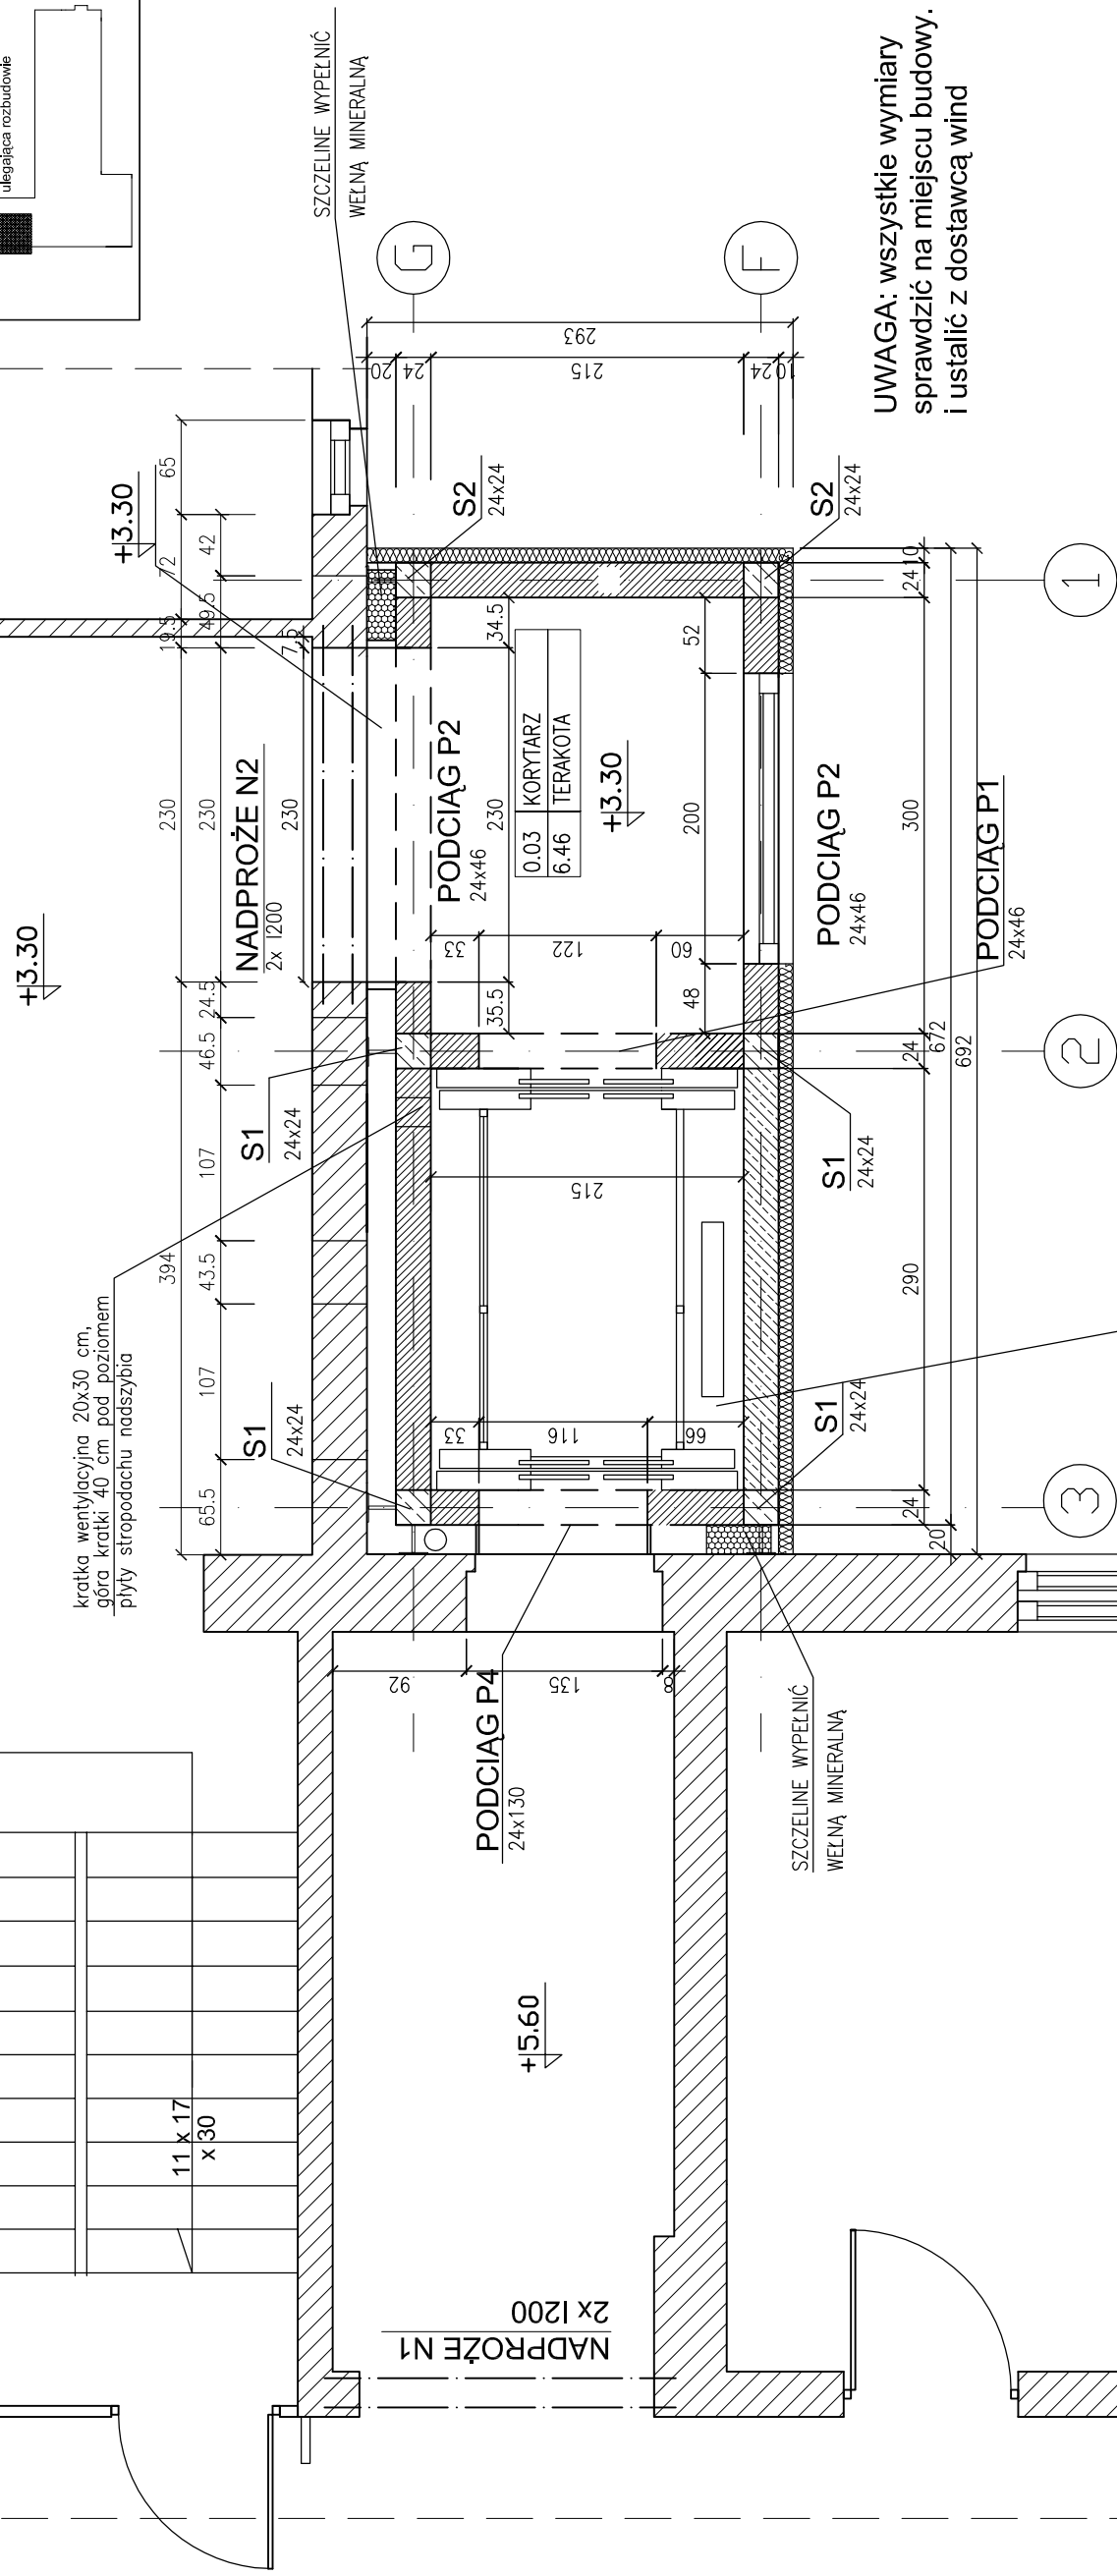 ulegająca rozbudowie
SZCZELINE WYPEŁNIĆ
WEŁNĄ MINERALNĄ
G
F
UWAGA: wszystkie wymiary
sprawdzić na miejscu budowy.
i ustalić z dostawcą wind
293
20
24
215
24
10
+3.30
+3.30
65
72
19.5
230
394
42
49.5
230
24.5
46.5
107
43.5
107
65.5
7.5
230
NADPROŻE N2
2x I200
S2
24x24
S2
24x24
34.5
230
35.5
PODCIĄG P2
24x46
0.03 KORYTARZ
6.46 TERAKOTA
+3.30
52
200
48
PODCIĄG P2
24x46
PODCIĄG P1
24x46
33
122
60
10
24
300
24
290
24
20
672
692
1
2
3
S1
24x24
S1
24x24
S1
24x24
S1
24x24
215
33
116
66
kratka wentylacyjna 20x30 cm,
góra kratki 40 cm pod poziomem
płyty stropodachu nadszybia
92
135
8
PODCIĄG P4
24x130
SZCZELINE WYPEŁNIĆ
WEŁNĄ MINERALNĄ
+5.60
11 x 17
x 30
NADPROŻE N1
2x I200